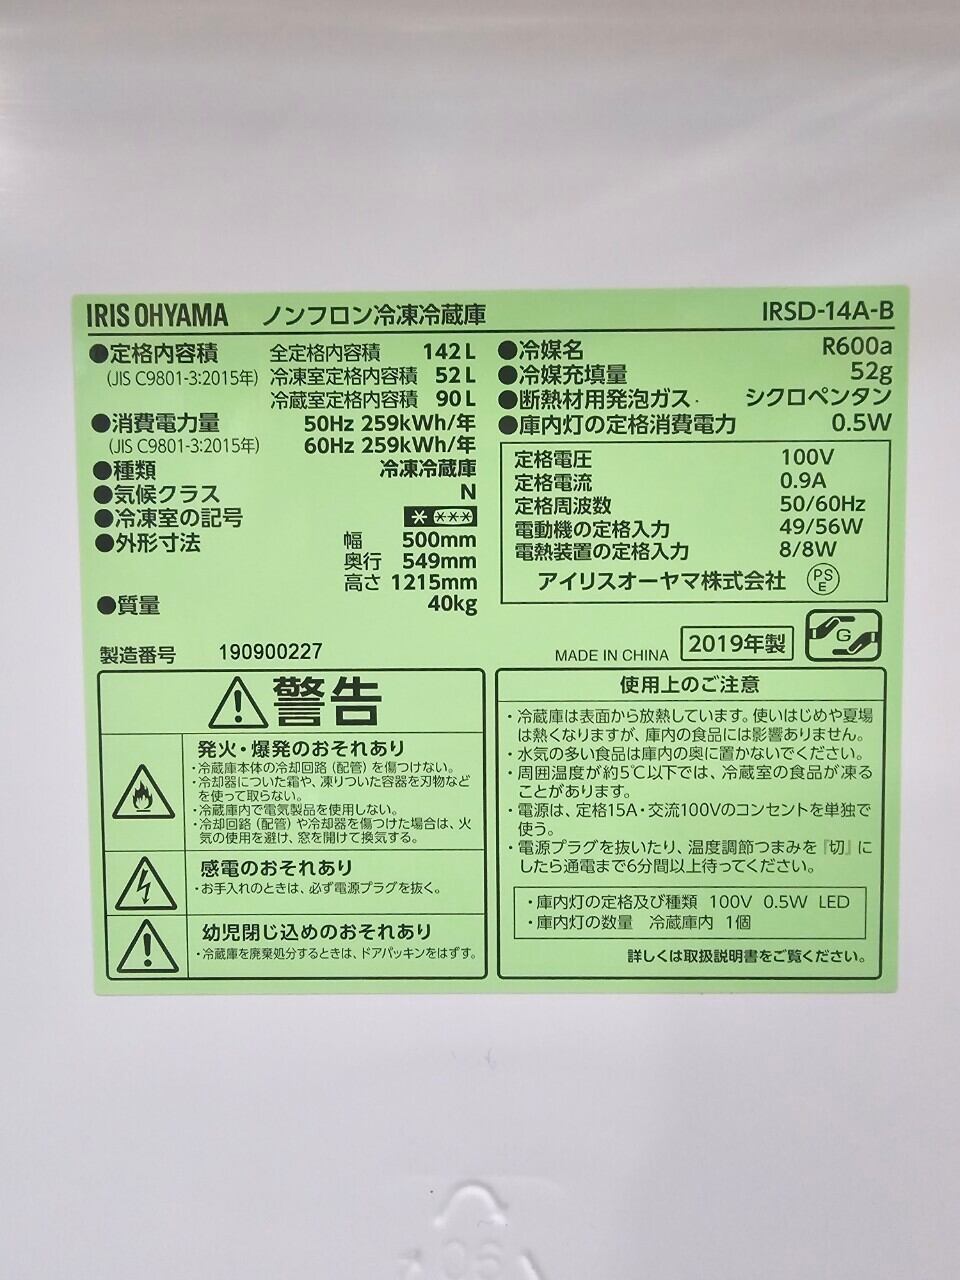 IRIS OHYAMA ノンフロン冷凍冷蔵庫 IRSD-14A-B
●定格内容積 全定格内容積 142L
(JIS C9801-3:2015年) 冷凍室定格内容積 52L
冷蔵室定格内容積 90L
●消費電力量 50Hz 259kWh/年
(JIS C9801-3:2015年) 60Hz 259kWh/年
●種類 冷凍冷蔵庫
●気候クラス N
●冷凍室の記号 * ***
●外形寸法 幅 500mm
奥行 549mm
高さ 1215mm
●質量 40kg
●冷媒名 R600a
●冷媒充填量 52g
●断熱材用発泡ガス シクロペンタン
●庫内灯の定格消費電力 0.5W
定格電圧 100V
定格電流 0.9A
定格周波数 50/60Hz
電動機の定格入力 49/56W
電熱装置の定格入力 8/8W
アイリスオーヤマ株式会社 PSE
製造番号 190900227
MADE IN CHINA 2019年製 G
警告
発火・爆発のおそれあり
・冷蔵庫本体の冷却回路(配管)を傷つけない。
・冷却器についた霜や、凍りついた容器を刃物など
を使って取らない。
・冷蔵庫内で電気製品を使用しない。
・冷却回路(配管)や冷却器を傷つけた場合は、火
気の使用を避け、窓を開けて換気する。
感電のおそれあり
・お手入れのときは、必ず電源プラグを抜く。
幼児閉じ込めのおそれあり
・冷蔵庫を廃棄処分するときは、ドアパッキンをはずす。
使用上のご注意
・冷蔵庫は表面から放熱しています。使いはじめや夏場
は熱くなりますが、庫内の食品には影響ありません。
・水気の多い食品は庫内の奥に置かないでください。
・周囲温度が約5℃以下では、冷蔵室の食品が凍る
ことがあります。
・電源は、定格15A・交流100Vのコンセントを単独で
使う。
・電源プラグを抜いたり、温度調節つまみを『切』に
したら通電まで6分間以上待ってください。
・庫内灯の定格及び種類 100V 0.5W LED
・庫内灯の数量 冷蔵庫内 1個
詳しくは取扱説明書をご覧ください。